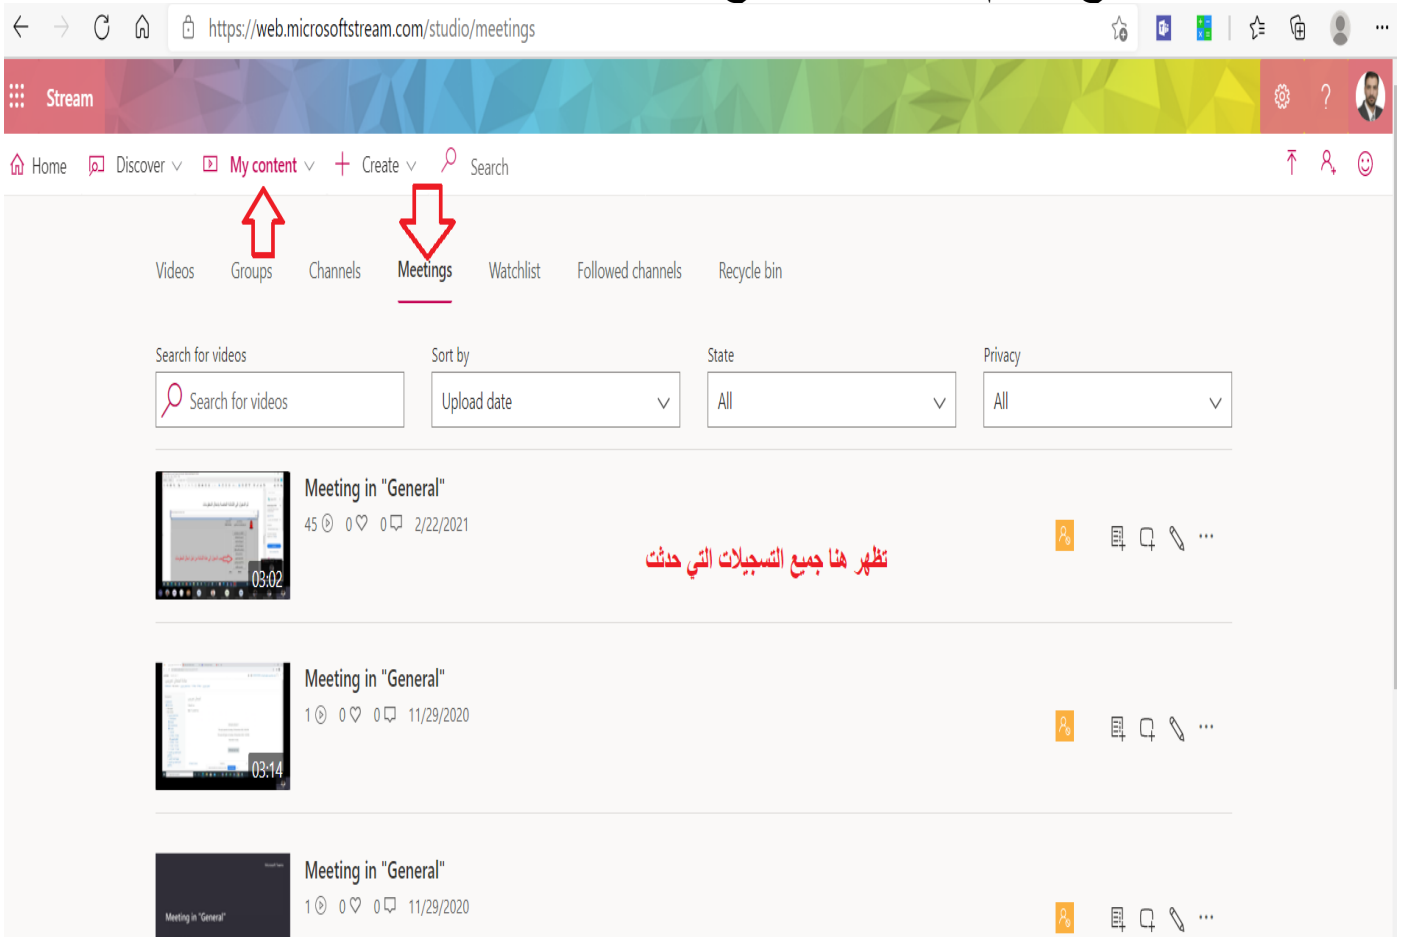 https://web.microsoftstream.com/studio/meetings
Stream
Home Discover My content Create Search
Videos Groups Channels Meetings Watchlist Followed channels Recycle bin
Search for videos Sort by State Privacy
Search for videos Upload date All All
Meeting in "General"
45 0 0 2/22/2021
تظهر هنا جميع التسجيلات التي حدثت
03:02
Meeting in "General"
1 0 0 11/29/2020
03:14
Meeting in "General"
1 0 0 11/29/2020
Meeting in "General"